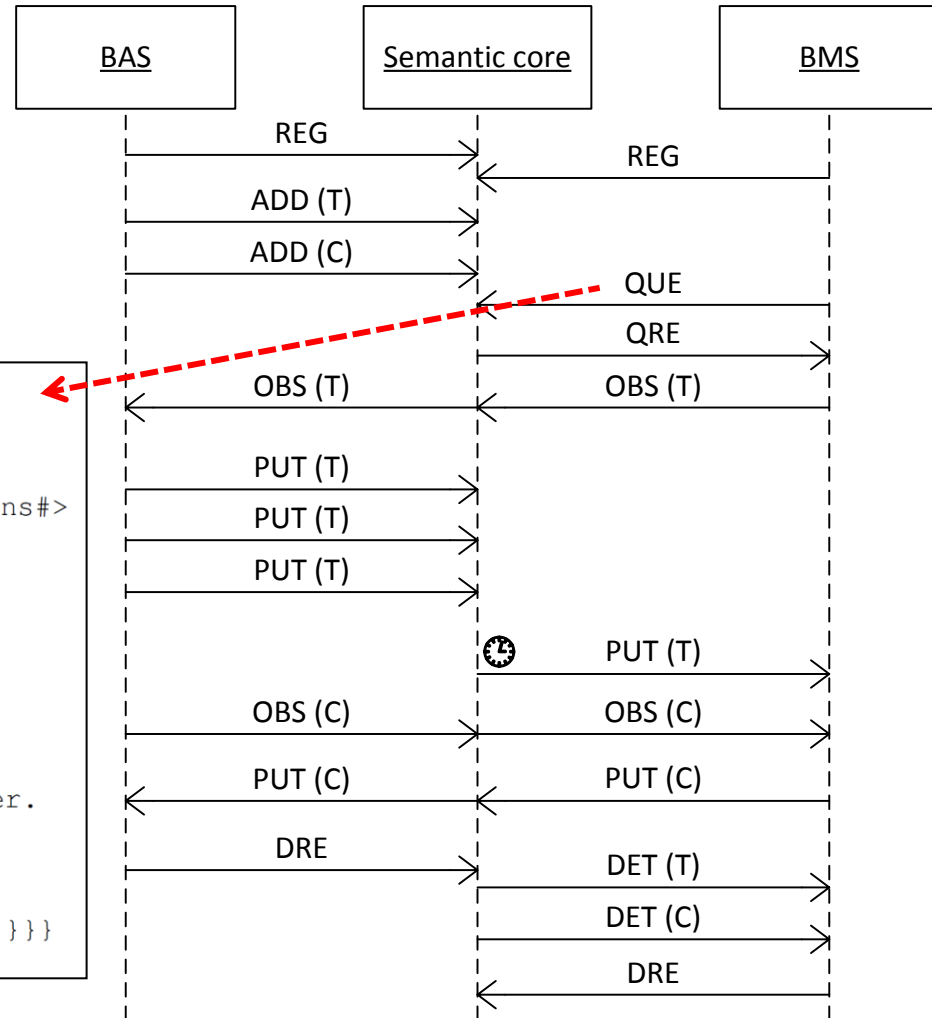 BAS
Semantic core
BMS
REG
REG
ADD (T)
ADD (C)
QUE
QRE
OBS (T)
OBS (T)
ns#>
PUT (T)
PUT (T)
PUT (T)
PUT (T)
OBS (C)
OBS (C)
PUT (C)
PUT (C)
er.
DRE
DET (T)
DET (C)
}}}
DRE